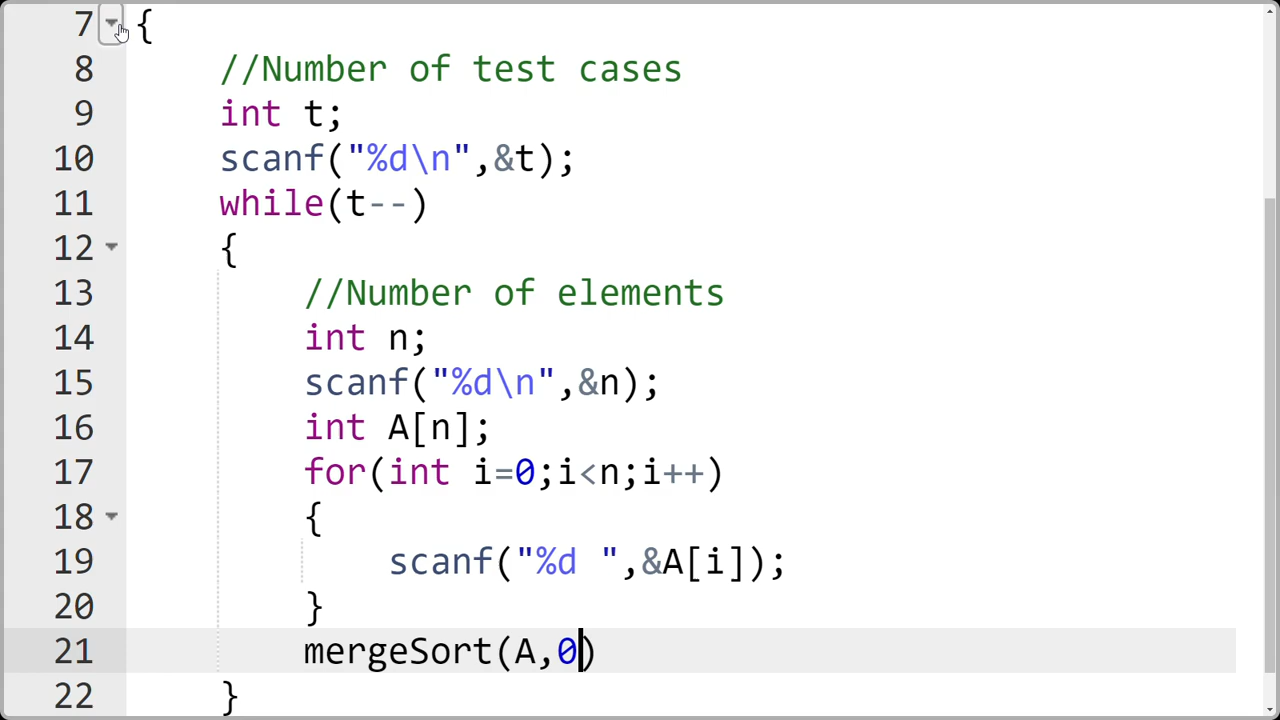 7 {
8 //Number of test cases
9 int t;
10 scanf("%d\n",&t);
11 while(t--)
12 {
13 //Number of elements
14 int n;
15 scanf("%d\n",&n);
16 int A[n];
17 for(int i=0;i<n;i++)
18 {
19 scanf("%d ",&A[i]);
20 }
21 mergeSort(A,0)
22 }